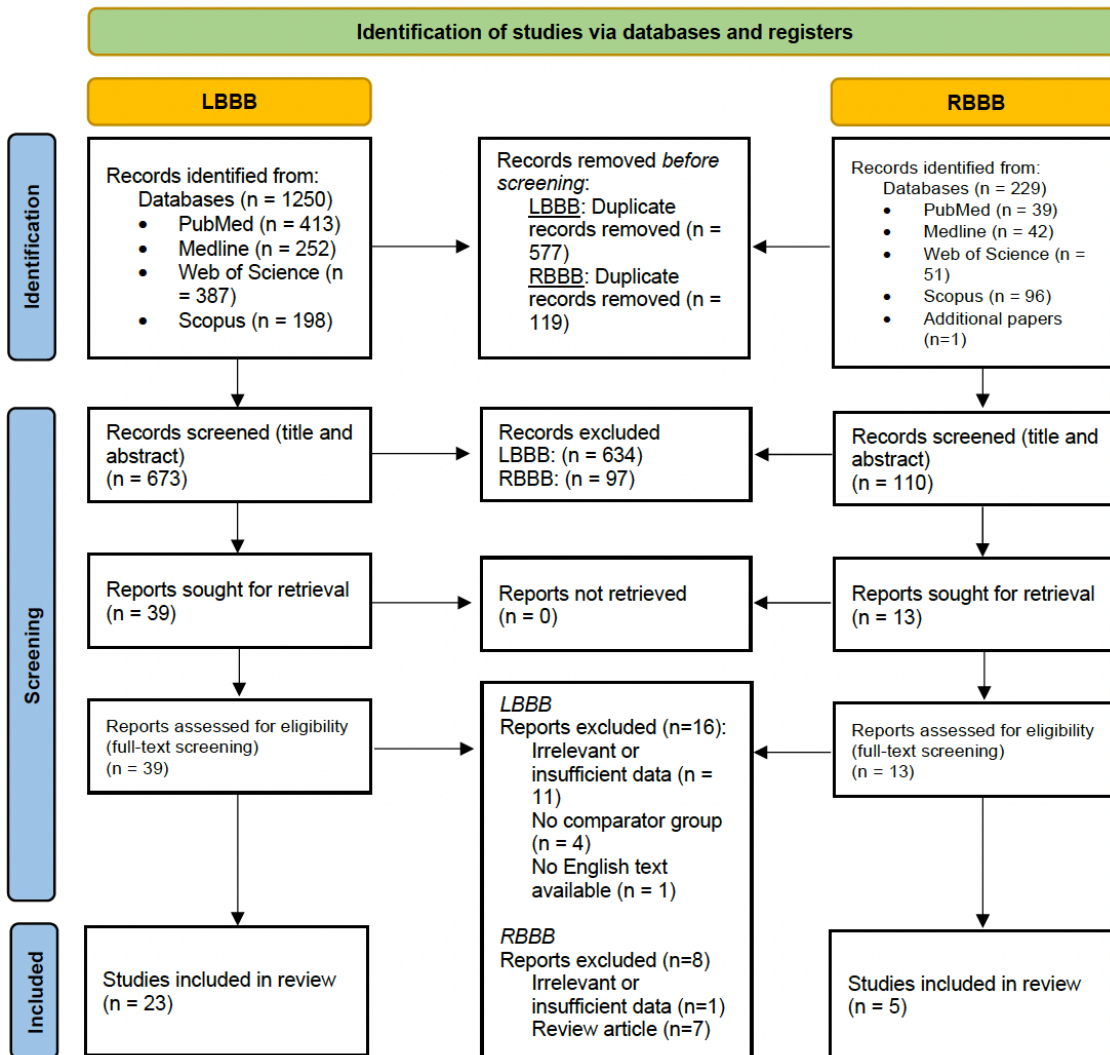 Identification of studies via databases and registers
LBBB
RBBB
Identification
Records identified from:
Databases (n = 1250)
• PubMed (n = 413)
• Medline (n = 252)
• Web of Science (n
= 387)
• Scopus (n = 198)
Records removed before
screening:
LBBB: Duplicate
records removed (n =
577)
RBBB: Duplicate
records removed (n =
119)
Records identified from:
Databases (n = 229)
• PubMed (n = 39)
• Medline (n = 42)
• Web of Science (n =
51)
• Scopus (n = 96)
• Additional papers
(n=1)
Screening
Records screened (title and
abstract)
(n = 673)
Records excluded
LBBB: (n = 634)
RBBB: (n = 97)
Records screened (title and
abstract)
(n = 110)
Reports sought for retrieval
(n = 39)
Reports not retrieved
(n = 0)
Reports sought for retrieval
(n = 13)
Reports assessed for eligibility
(full-text screening)
(n = 39)
LBBB
Reports excluded (n=16):
Irrelevant or
insufficient data (n =
11)
No comparator group
(n = 4)
No English text
available (n = 1)
RBBB
Reports excluded (n=8)
Irrelevant or
insufficient data (n=1)
Review article (n=7)
Reports assessed for eligibility
(full-text screening)
(n = 13)
Included
Studies included in review
(n = 23)
Studies included in review
(n = 5)